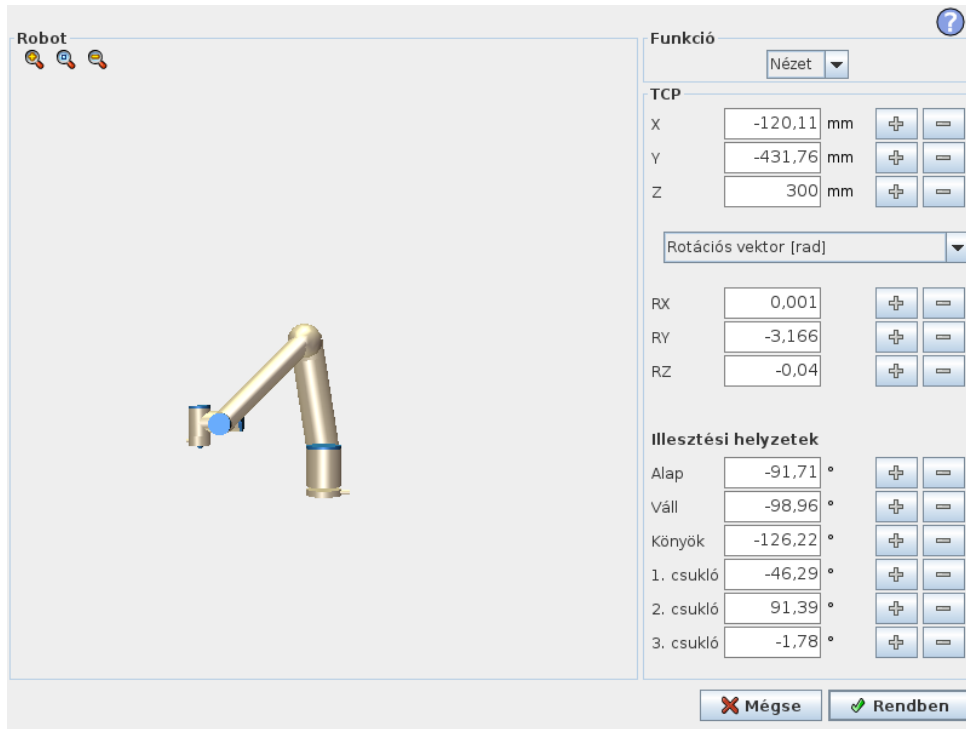 Robot
Funkció
?
Nézet
TCP
X -120,11 mm
Y -431,76 mm
Z 300 mm
Rotációs vektor [rad]
RX 0,001
RY -3,166
RZ -0,04
Illesztési helyzetek
Alap -91,71 °
Váll -98,96 °
Könyök -126,22 °
1. csukló -46,29 °
2. csukló 91,39 °
3. csukló -1,78 °
Mégse
Rendben